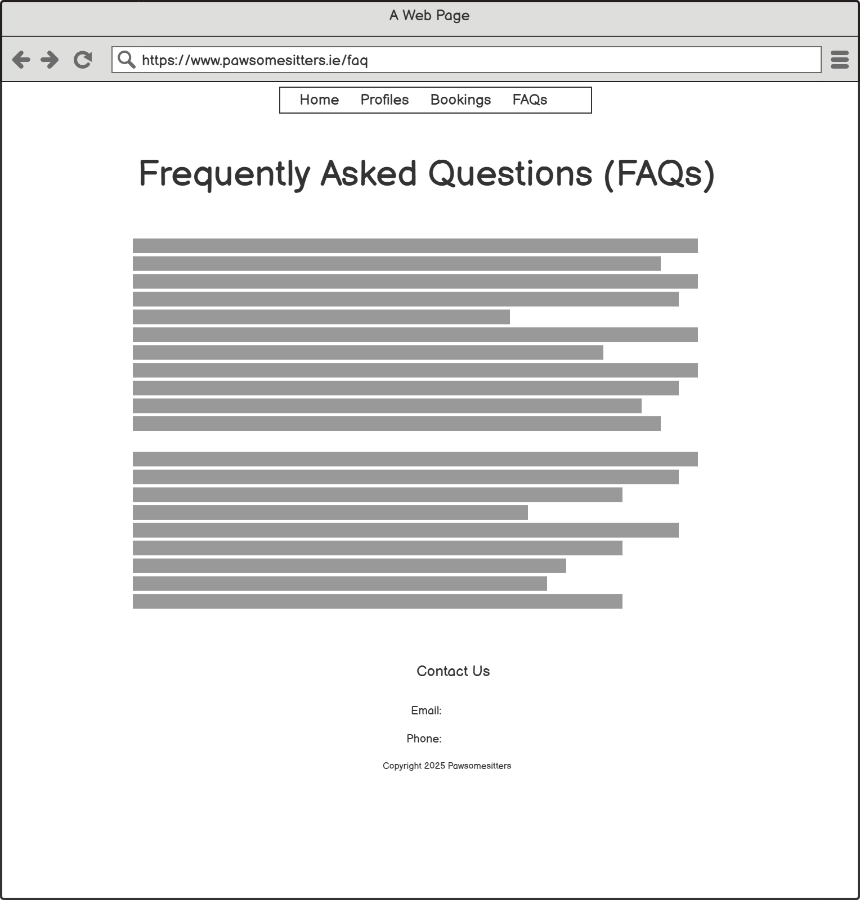 A Web Page
https://www.pawsomesitters.ie/faq
Home Profiles Bookings FAQs
Frequently Asked Questions (FAQs)
Contact Us
Email:
Phone:
Copyright 2025 Pawsomesitters